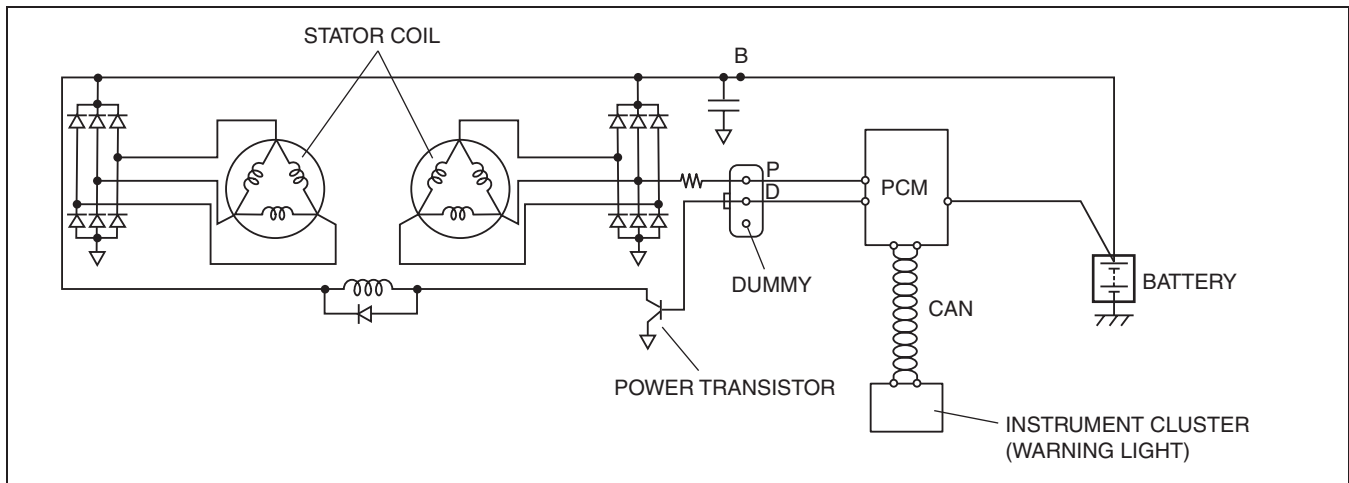 STATOR COIL
B
P
D
PCM
DUMMY
BATTERY
CAN
POWER TRANSISTOR
INSTRUMENT CLUSTER
(WARNING LIGHT)